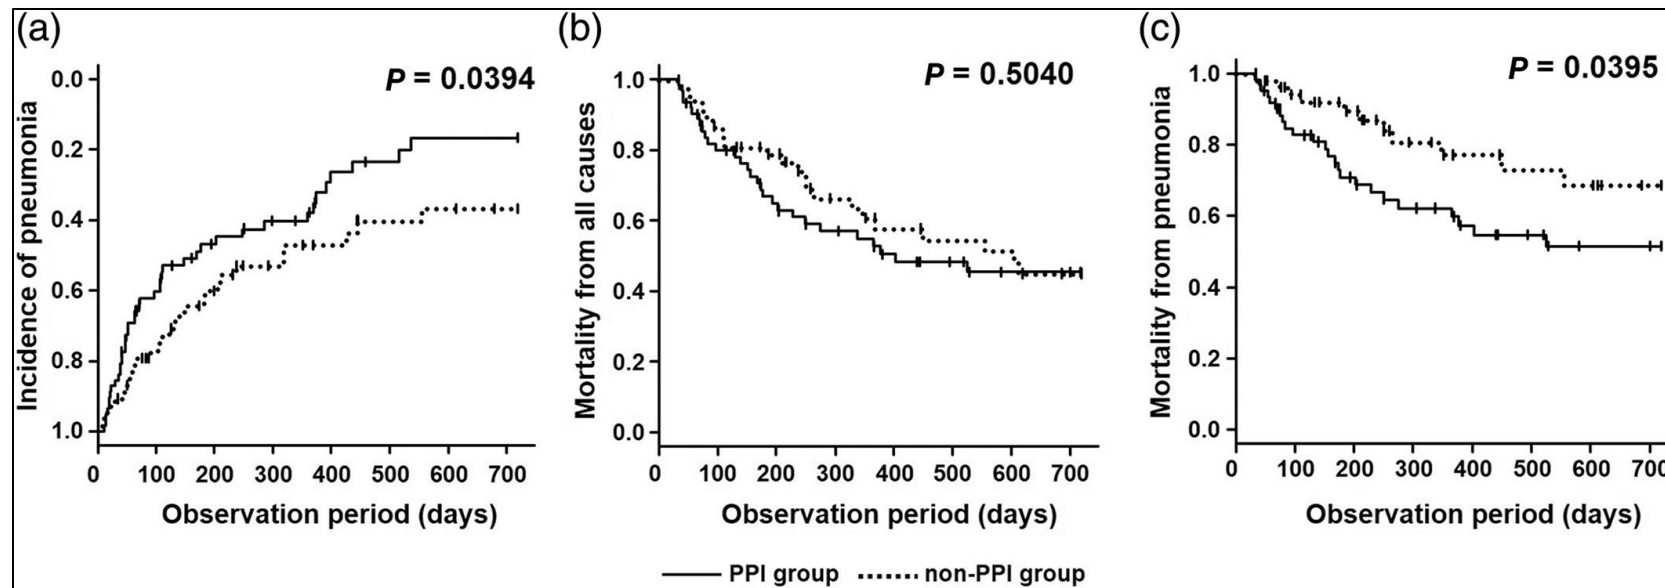 (a)
P = 0.0394
Incidence of pneumonia
0.0
0.2
0.4
0.6
0.8
1.0
0 100 200 300 400 500 600 700
Observation period (days)
(b)
P = 0.5040
Mortality from all causes
1.0
0.8
0.6
0.4
0.2
0.0
0 100 200 300 400 500 600 700
Observation period (days)
(c)
P = 0.0395
Mortality from pneumonia
1.0
0.8
0.6
0.4
0.2
0.0
0 100 200 300 400 500 600 700
Observation period (days)
PPI group non-PPI group